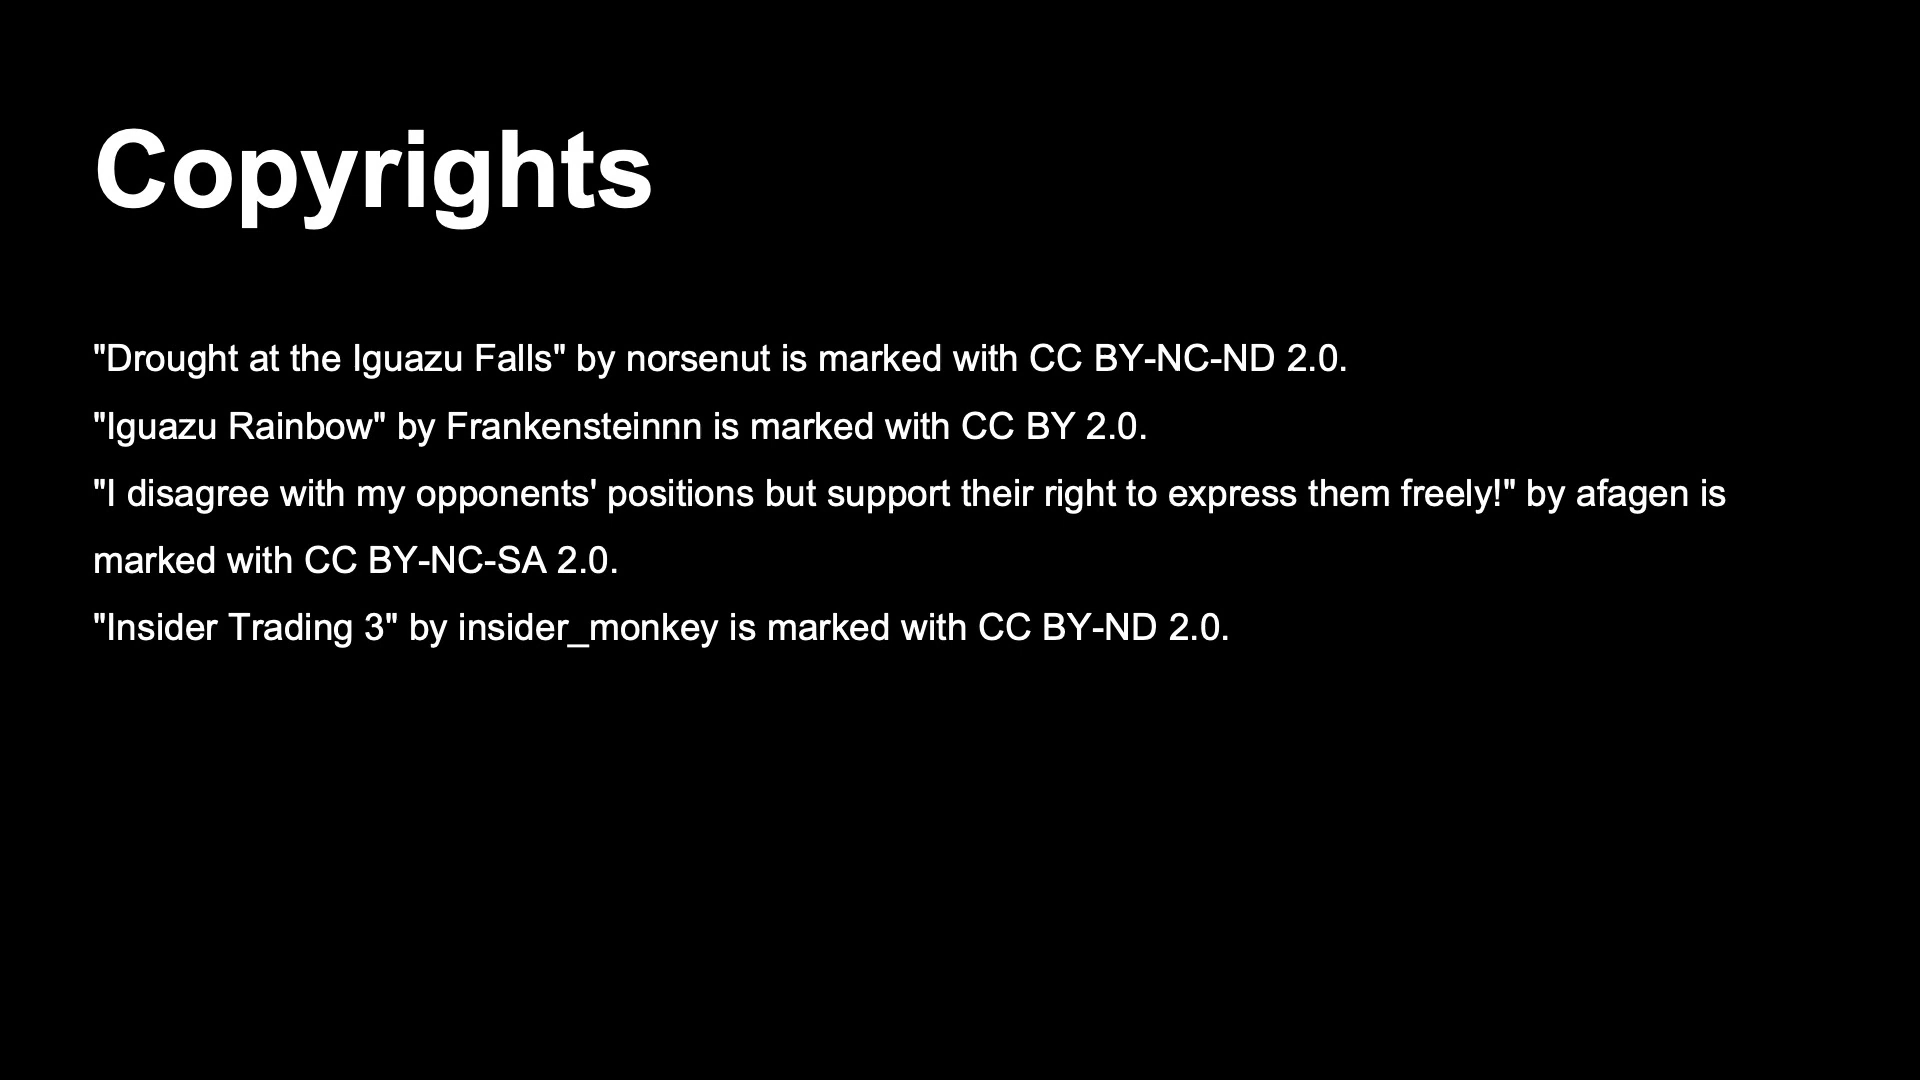 Copyrights
"Drought at the Iguazu Falls" by norsenut is marked with CC BY-NC-ND 2.0.
"Iguazu Rainbow" by Frankensteinnn is marked with CC BY 2.0.
"I disagree with my opponents' positions but support their right to express them freely!" by afagen is
marked with CC BY-NC-SA 2.0.
"Insider Trading 3" by insider_monkey is marked with CC BY-ND 2.0.